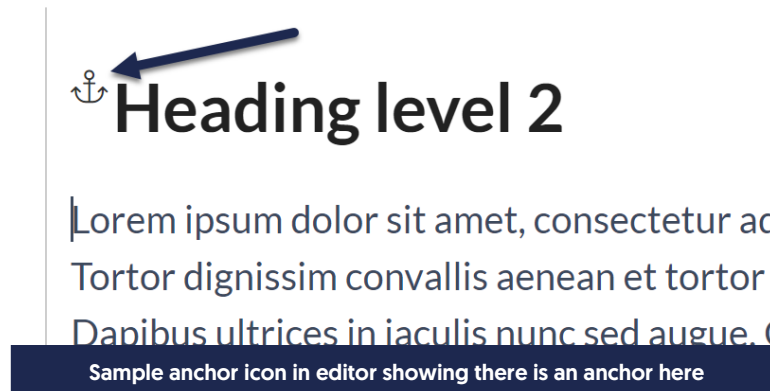 Heading level 2
Lorem ipsum dolor sit amet, consectetur
Tortor dignissim convallis aenean et tortor
Dapibus ultrices in iaculis nunc sed augue.
Sample anchor icon in editor showing there is an anchor here